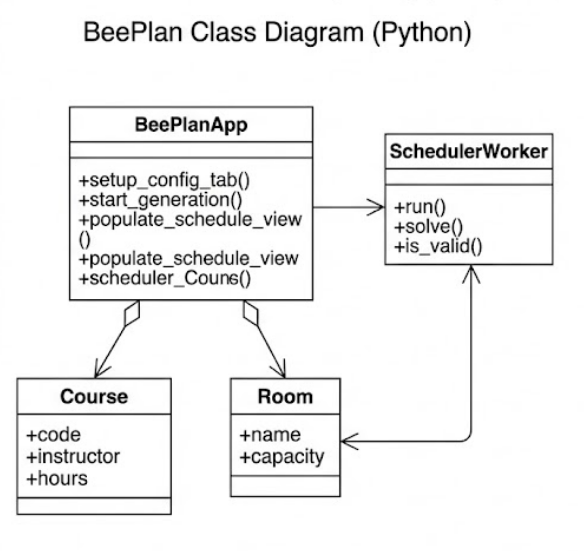 BeePlan Class Diagram (Python)
BeePlanApp
+setup_config_tab()
+start_generation()
+populate_schedule_view
()
+populate_schedule_view
+scheduler_Couns()
SchedulerWorker
+run()
+solve()
+is_valid()
Course
+code
+instructor
+hours
Room
+name
+capacity